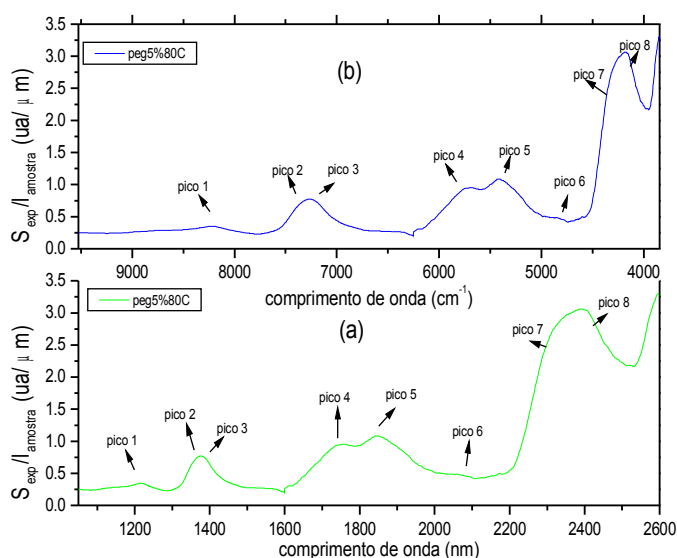 3.5
3.0
2.5
2.0
1.5
1.0
0.5
0.0
S exp/l amostra (ua/ μ m)
peg5%80C
(b)
pico 1
pico 2
pico 3
pico 4
pico 5
pico 6
pico 7
pico 8
9000 8000 7000 6000 5000 4000
comprimento de onda (cm-1)
3.5
3.0
2.5
2.0
1.5
1.0
0.5
0.0
S exp/l amostra (ua/ μ m)
peg5%80C
(a)
pico 1
pico 2
pico 3
pico 4
pico 5
pico 6
pico 7
pico 8
1200 1400 1600 1800 2000 2200 2400 2600
comprimento de onda (nm)